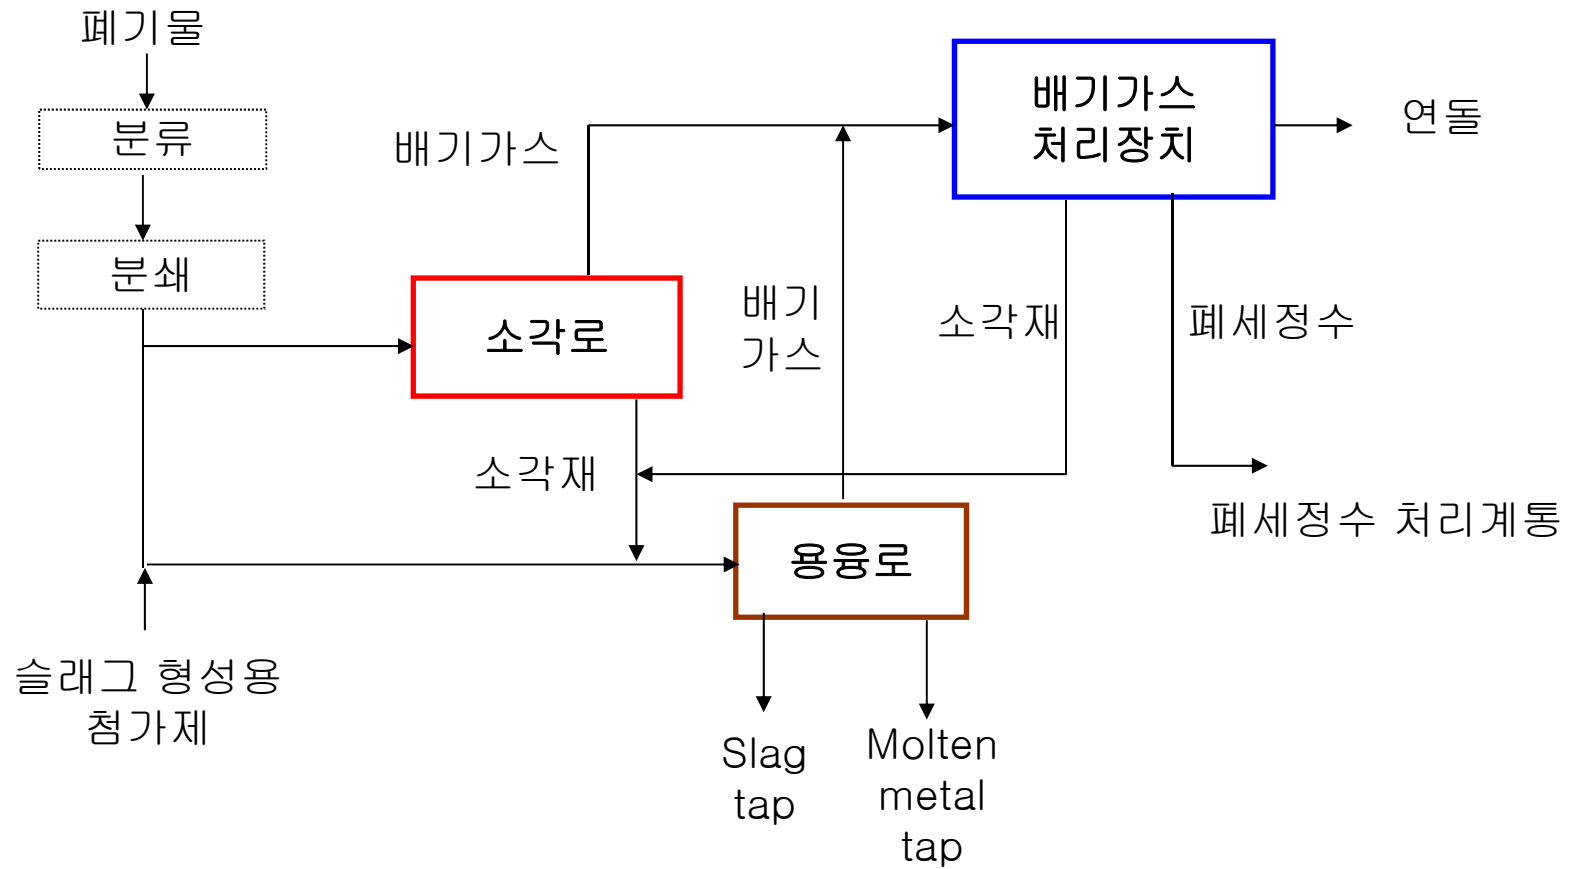 폐기물
분류
분쇄
배기가스
배기가스
처리장치
연돌
소각로
배기
가스
소각재
폐세정수
소각재
폐세정수 처리계통
용융로
슬래그 형성용
첨가제
Slag
tap
Molten
metal
tap